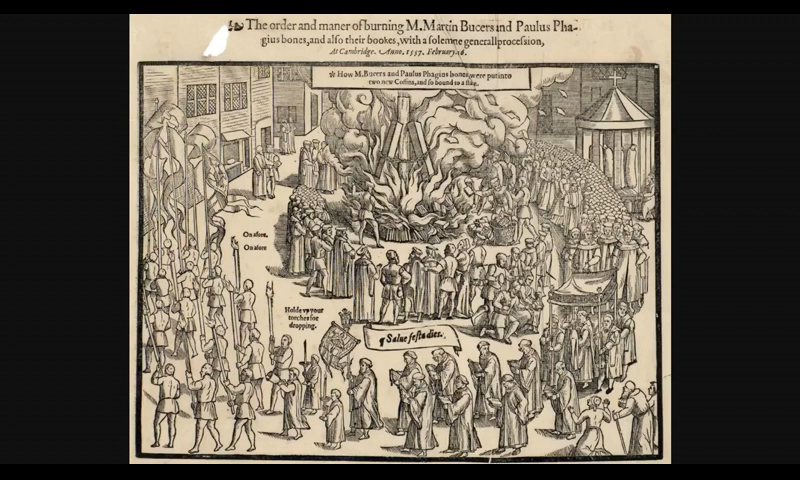 The order and maner of burning M. Martin Bucers and Paulus Pha-
gius bones, and also their bookes, with a solemne generall procession,
At Cambridge. Anno. 1557. February. 6.
* How M. Bucers and Paulus Phagius bones were put into
two new Coffins, and so bound to a stake.
On afore.
On afore
Holde vp your
torches for
dropping.
¶ Salue festa dies.